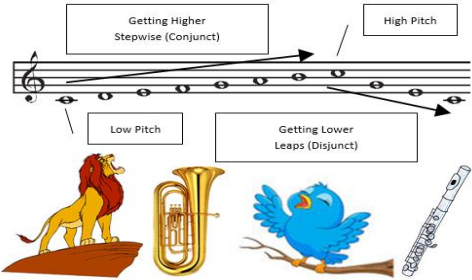 Getting Higher
Stepwise (Conjunct)
High Pitch
Low Pitch
Getting Lower
Leaps (Disjunct)